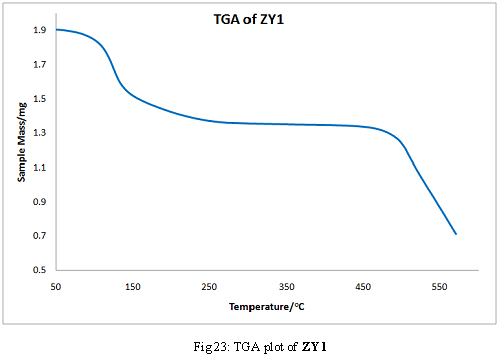 TGA of ZY1
1.9
1.7
1.5
1.3
1.1
0.9
0.7
0.5
Sample Mass/mg
50 150 250 350 450 550
Temperature/°C
Fig23: TGA plot of ZY1